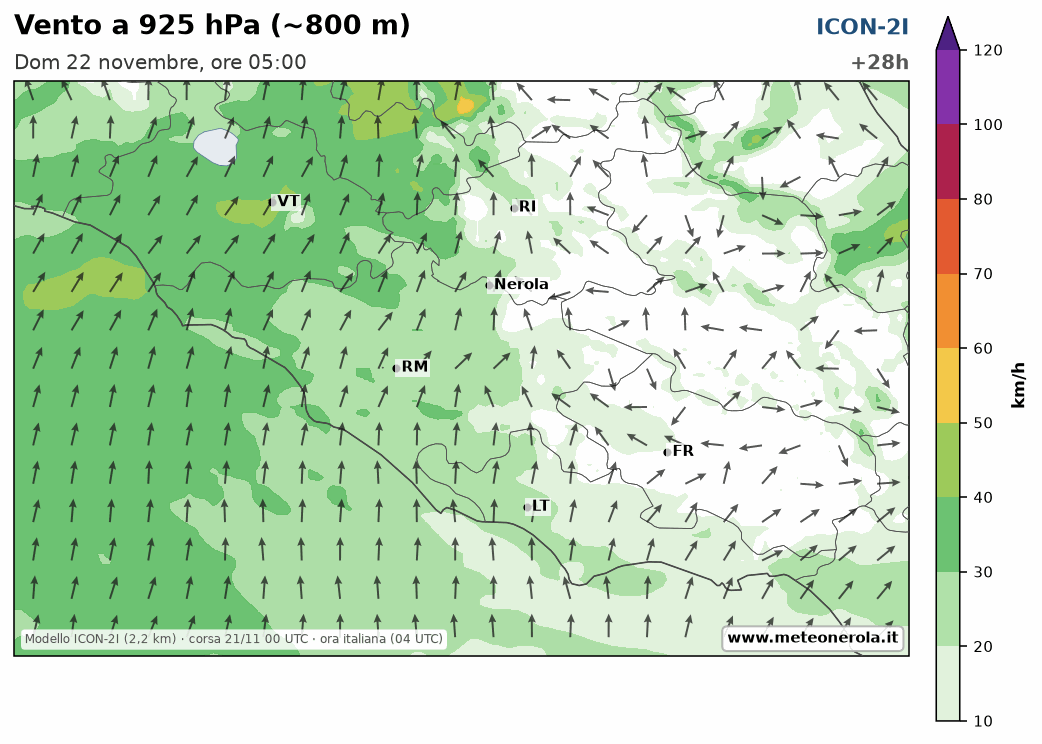 Vento a 925 hPa (~800 m)
ICON-2I
Dom 22 novembre, ore 05:00
+28h
120
100
80
70
60
50
40
30
20
10
km/h
VT
RI
Nerola
RM
FR
LT
Modello ICON-2I (2,2 km) · corsa 21/11 00 UTC · ora italiana (04 UTC)
www.meteonerola.it